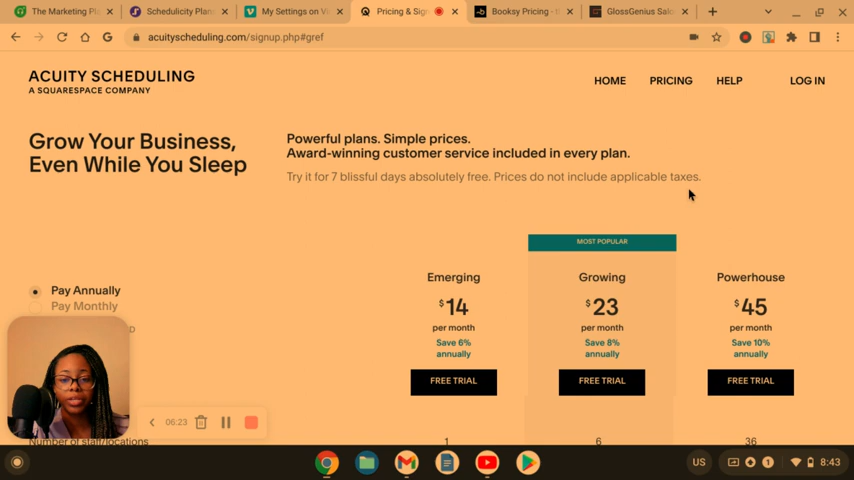 The Marketing Pl
Schedulicity Plan
My Settings on Vi
Pricing & Sig
Booksy Pricing - t
GlossGenius Salo
acuityscheduling.com/signup.php#gref
ACUITY SCHEDULING
A SQUARESPACE COMPANY
HOME
PRICING
HELP
LOG IN
Grow Your Business,
Even While You Sleep
Powerful plans. Simple prices.
Award-winning customer service included in every plan.
Try it for 7 blissful days absolutely free. Prices do not include applicable taxes.
MOST POPULAR
Pay Annually
Pay Monthly
Emerging
$14
per month
Save 6%
annually
FREE TRIAL
Growing
$23
per month
Save 8%
annually
FREE TRIAL
Powerhouse
$45
per month
Save 10%
annually
FREE TRIAL
06:23
Number of staff/locations
1
6
36
US
1
8:43